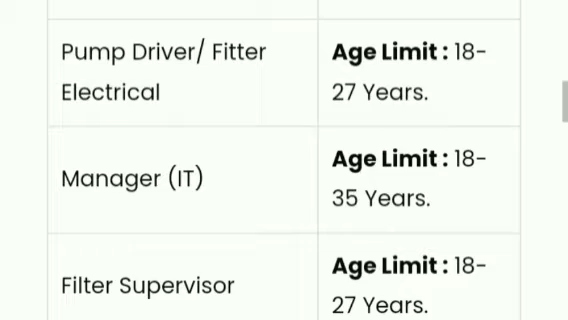 Pump Driver/ Fitter
Electrical
Age Limit : 18-
27 Years.
Manager (IT)
Age Limit : 18-
35 Years.
Filter Supervisor
Age Limit : 18-
27 Years.